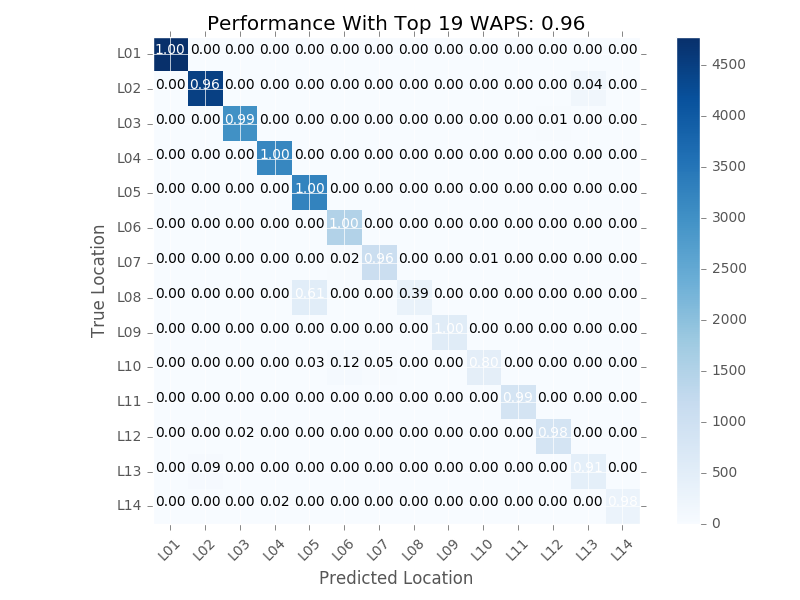 Performance With Top 19 WAPS: 0.96
L01 1.00 0.00 0.00 0.00 0.00 0.00 0.00 0.00 0.00 0.00 0.00 0.00 0.00 0.00
L02 0.00 0.96 0.00 0.00 0.00 0.00 0.00 0.00 0.00 0.00 0.00 0.00 0.04 0.00
L03 0.00 0.00 0.99 0.00 0.00 0.00 0.00 0.00 0.00 0.00 0.00 0.01 0.00 0.00
L04 0.00 0.00 0.00 1.00 0.00 0.00 0.00 0.00 0.00 0.00 0.00 0.00 0.00 0.00
L05 0.00 0.00 0.00 0.00 1.00 0.00 0.00 0.00 0.00 0.00 0.00 0.00 0.00 0.00
L06 0.00 0.00 0.00 0.00 0.00 1.00 0.00 0.00 0.00 0.00 0.00 0.00 0.00 0.00
L07 0.00 0.00 0.00 0.00 0.00 0.02 0.96 0.00 0.00 0.01 0.00 0.00 0.00 0.00
L08 0.00 0.00 0.00 0.00 0.61 0.00 0.00 0.39 0.00 0.00 0.00 0.00 0.00 0.00
L09 0.00 0.00 0.00 0.00 0.00 0.00 0.00 0.00 1.00 0.00 0.00 0.00 0.00 0.00
L10 0.00 0.00 0.00 0.00 0.03 0.12 0.05 0.00 0.00 0.80 0.00 0.00 0.00 0.00
L11 0.00 0.00 0.00 0.00 0.00 0.00 0.00 0.00 0.00 0.00 0.99 0.00 0.00 0.00
L12 0.00 0.00 0.02 0.00 0.00 0.00 0.00 0.00 0.00 0.00 0.00 0.98 0.00 0.00
L13 0.00 0.09 0.00 0.00 0.00 0.00 0.00 0.00 0.00 0.00 0.00 0.00 0.91 0.00
L14 0.00 0.00 0.00 0.02 0.00 0.00 0.00 0.00 0.00 0.00 0.00 0.00 0.00 0.98
L01 L02 L03 L04 L05 L06 L07 L08 L09 L10 L11 L12 L13 L14
Predicted Location
True Location
4500
4000
3500
3000
2500
2000
1500
1000
500
0